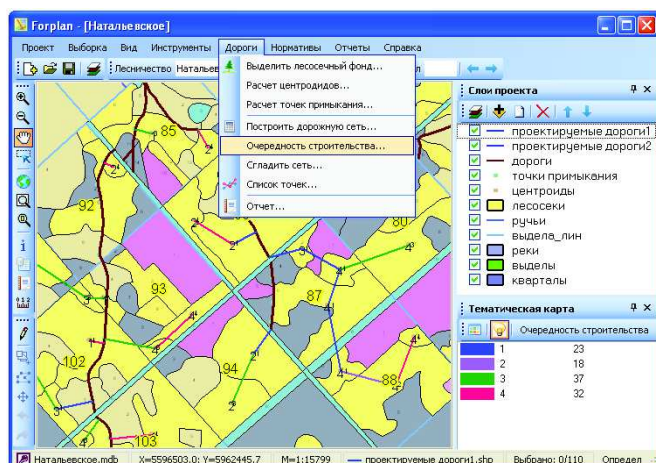 Forplan - [Натальевское]
Проект Выборка Вид Инструменты Дороги Нормативы Отчеты Справка
Лесничество
Выделить лесосечный фонд...
Расчет центродидов...
Расчет точек примыкания...
Построить дорожную сеть...
Очередность строительства...
Сгладить сеть...
Список точек...
Отчет...
Слои проекта
проектируемые дороги1
проектируемые дороги2
дороги
точки примыкания
центроиды
лесосеки
ручьи
выдела_лин
реки
выделы
кварталы
Тематическая карта
Очередность строительства
1 23
2 18
3 37
4 32
85
92
80
93
87
94
88
102
103
Натальевское.mdb X=5596503,0; Y=5962445,7 M=1:15799 проектируемые дороги1.shp Выбрано: 0/110 Определ